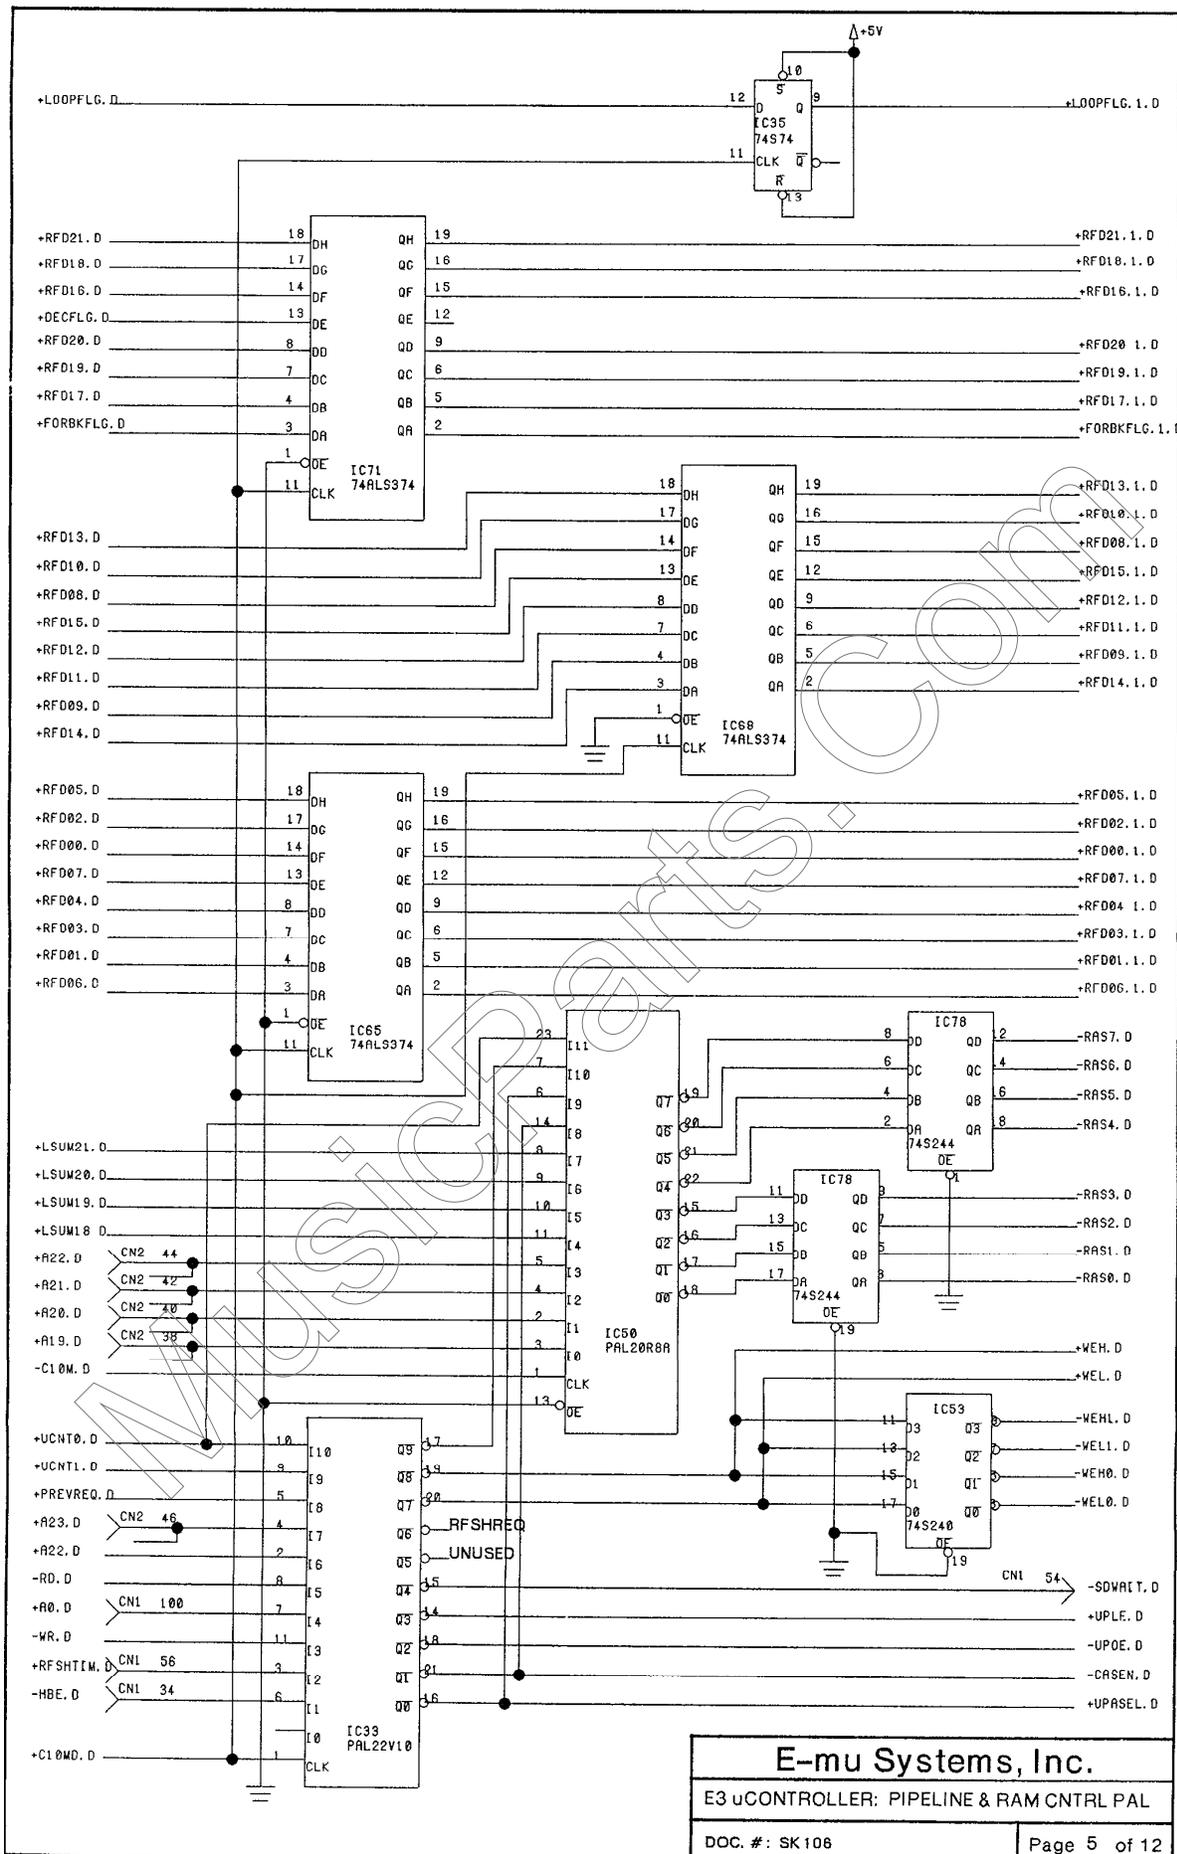 +5V
10
S
+LOOPFLG.D
12
D
Q
9
+LOOPFLG.1.D
IC35
74S74
11
CLK
Q
R
13
+RFD21.D
18
DH
QH
19
+RFD21.1.D
+RFD18.D
17
DG
QG
16
+RFD18.1.D
+RFD16.D
14
DF
QF
15
+RFD16.1.D
+DECFLG.D
13
DE
QE
12
+RFD20.D
8
DD
QD
9
+RFD20 1.D
+RFD19.D
7
DC
QC
6
+RFD19.1.D
+RFD17.D
4
DB
QB
5
+RFD17.1.D
+FORBKFLG.D
3
DA
QA
2
+FORBKFLG.1.D
1
OE
IC71
74ALS374
11
CLK
18
DH
QH
19
+RFD13.1.D
17
DG
QG
16
+RFD10.1.D
+RFD13.D
14
DF
QF
15
+RFD08.1.D
+RFD10.D
13
DE
QE
12
+RFD15.1.D
+RFD08.D
8
DD
QD
9
+RFD12.1.D
+RFD15.D
7
DC
QC
6
+RFD11.1.D
+RFD12.D
4
DB
QB
5
+RFD09.1.D
+RFD11.D
3
DA
QA
2
+RFD14.1.D
+RFD09.D
1
OE
IC68
74ALS374
+RFD14.D
11
CLK
+RFD05.D
18
DH
QH
19
+RFD05.1.D
+RFD02.D
17
DG
QG
16
+RFD02.1.D
+RFD00.D
14
DF
QF
15
+RFD00.1.D
+RFD07.D
13
DE
QE
12
+RFD07.1.D
+RFD04.D
8
DD
QD
9
+RFD04 1.D
+RFD03.D
7
DC
QC
6
+RFD03.1.D
+RFD01.D
4
DB
QB
5
+RFD01.1.D
+RFD06.D
3
DA
QA
2
+RFD06.1.D
1
OE
IC65
74ALS374
11
CLK
23
I11
7
I10
6
I9
Q7
19
14
I8
Q6
20
+LSUM21.D
8
I7
Q5
21
+LSUM20.D
9
I6
Q4
22
+LSUM19.D
10
I5
Q3
15
+LSUM18 D
11
I4
Q2
16
+A22.D
CN2 44
5
I3
Q1
17
+A21.D
CN2 42
4
I2
Q0
18
+A20.D
CN2 40
2
I1
+A19.D
CN2 38
3
I0
IC50
PAL20R8A
-C10M.D
1
CLK
13
OE
IC78
8
DD
QD
12
-RAS7.D
6
DC
QC
4
-RAS6.D
4
DB
QB
16
-RAS5.D
2
DA
QA
18
-RAS4.D
74S244
OE
1
IC78
11
DD
QD
9
-RAS3.D
13
DC
QC
7
-RAS2.D
15
DB
QB
5
-RAS1.D
17
DA
QA
3
-RAS0.D
74S244
OE
19
+WEH.D
+WEL.D
IC53
11
D3
Q3
-WEH1.D
13
D2
Q2
-WEL1.D
15
D1
Q1
-WEH0.D
17
D0
Q0
-WEL0.D
74S240
OE
19
+UCNT0.D
10
I10
Q9
17
+UCNT1.D
9
I9
Q8
19
+PREVREQ.D
5
I8
Q7
20
+A23.D
CN2 46
4
I7
Q6
RFSHREQ
+A22.D
2
I6
Q5
UNUSED
-RD.D
8
I5
Q4
15
CN1 54
-SDWAIT.D
+A0.D
CN1 100
7
I4
Q3
14
+UPLE.D
-WR.D
11
I3
Q2
18
-UPOE.D
+RFSHTIM.D
CN1 56
3
I2
Q1
21
-CASEN.D
-HBE.D
CN1 34
6
I1
Q0
16
+UPASEL.D
I0
IC33
PAL22V10
+C10MD.D
1
CLK
MusicParts.Com
E-mu Systems, Inc.
E3 uCONTROLLER: PIPELINE & RAM CNTRL PAL
DOC. #: SK106
Page 5 of 12